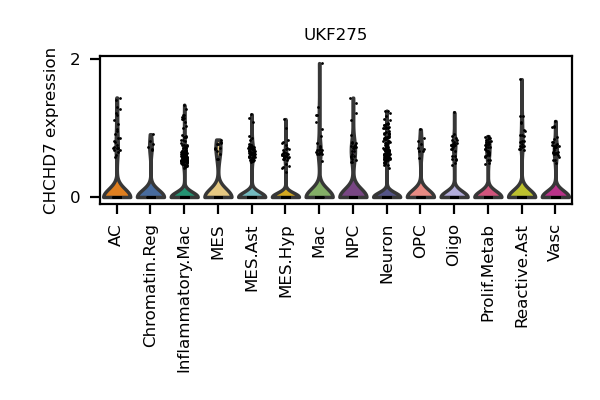 UKF275
CHCHD7 expression
2
0
AC
Chromatin.Reg
Inflammatory.Mac
MES
MES.Ast
MES.Hyp
Mac
NPC
Neuron
OPC
Oligo
Prolif.Metab
Reactive.Ast
Vasc